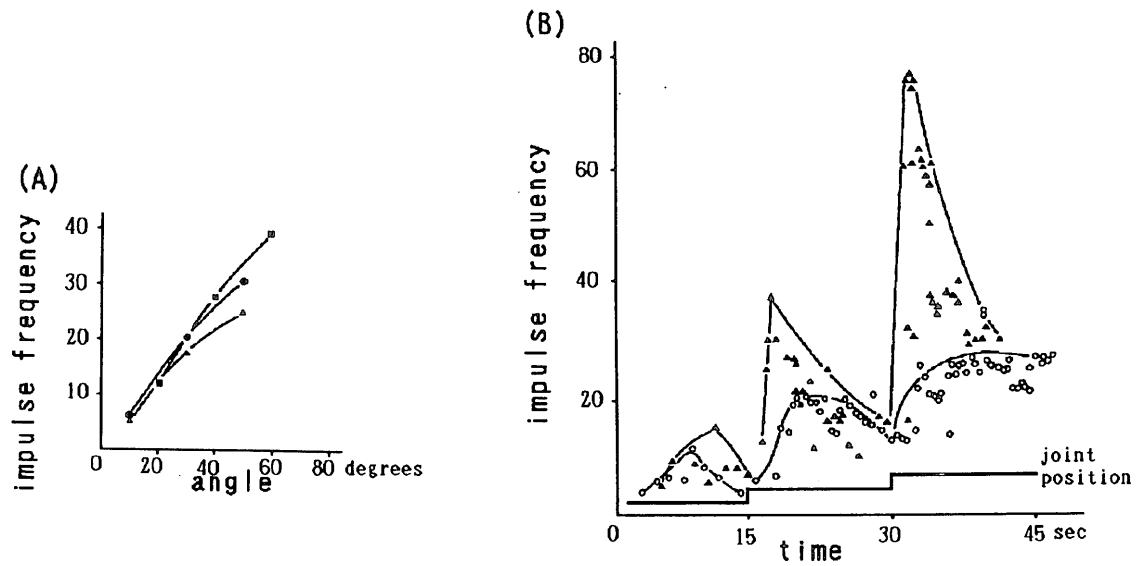 (A)
impulse frequency
40
30
20
10
0 20 40 60 80 degrees
angle
(B)
impulse frequency
80
60
40
20
joint
position
0 15 30 45 sec
time